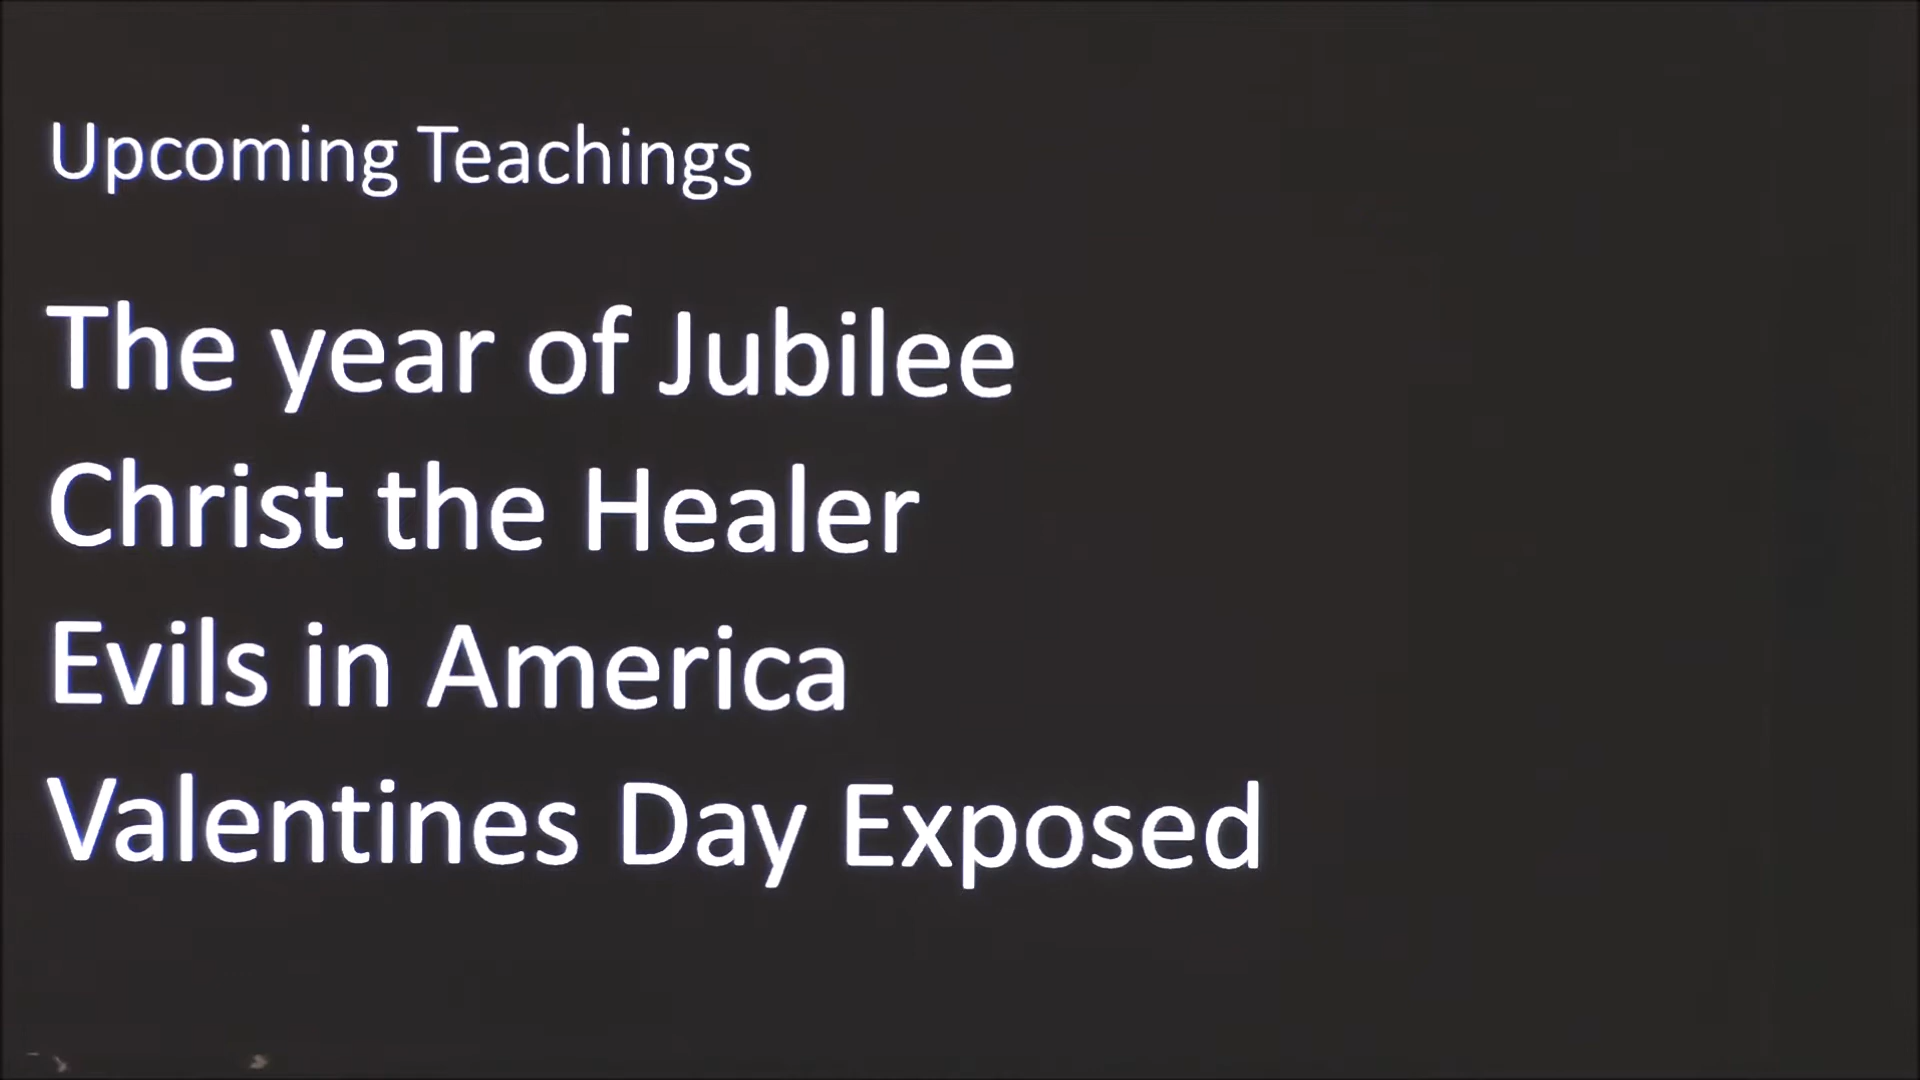 Upcoming Teachings
The year of Jubilee
Christ the Healer
Evils in America
Valentines Day Exposed